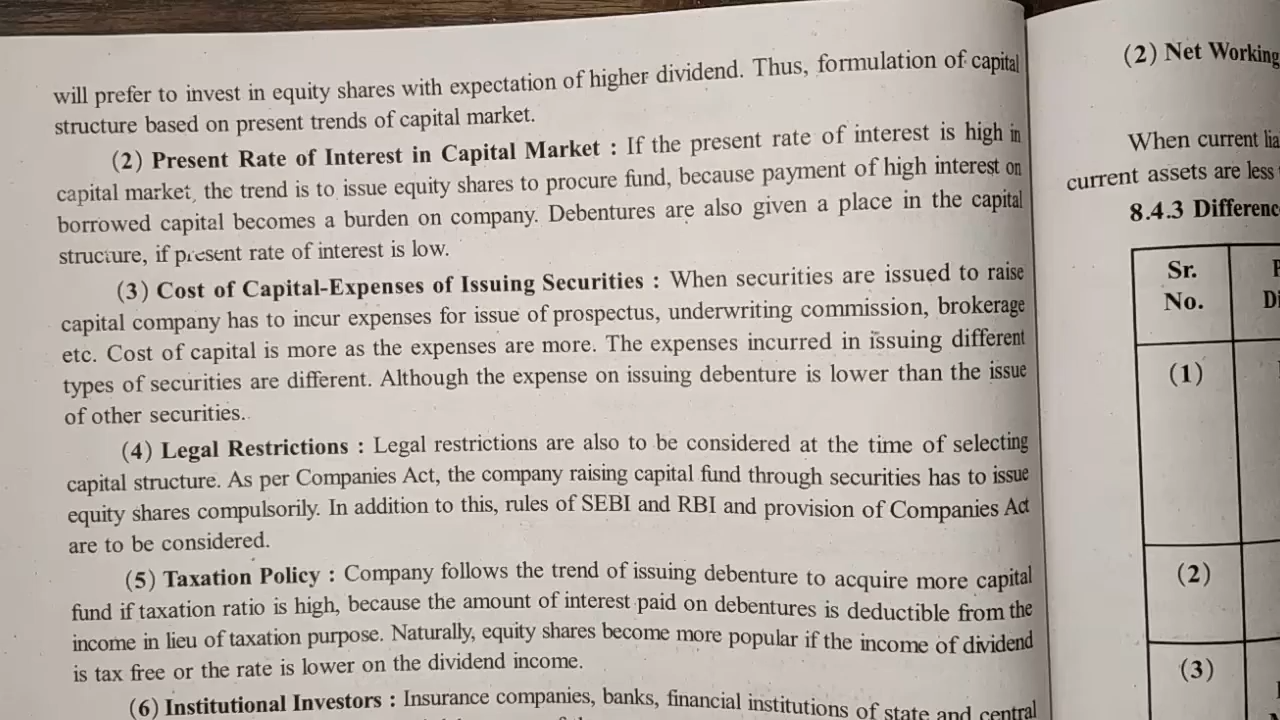 will prefer to invest in equity shares with expectation of higher dividend. Thus, formulation of capital
structure based on present trends of capital market.
(2) Present Rate of Interest in Capital Market : If the present rate of interest is high in
capital market, the trend is to issue equity shares to procure fund, because payment of high interest on
borrowed capital becomes a burden on company. Debentures are also given a place in the capital
structure, if present rate of interest is low.
(3) Cost of Capital-Expenses of Issuing Securities : When securities are issued to raise
capital company has to incur expenses for issue of prospectus, underwriting commission, brokerage
etc. Cost of capital is more as the expenses are more. The expenses incurred in issuing different
types of securities are different. Although the expense on issuing debenture is lower than the issue
of other securities.
(4) Legal Restrictions : Legal restrictions are also to be considered at the time of selecting
capital structure. As per Companies Act, the company raising capital fund through securities has to issue
equity shares compulsorily. In addition to this, rules of SEBI and RBI and provision of Companies Act
are to be considered.
(5) Taxation Policy : Company follows the trend of issuing debenture to acquire more capital
fund if taxation ratio is high, because the amount of interest paid on debentures is deductible from the
income in lieu of taxation purpose. Naturally, equity shares become more popular if the income of dividend
is tax free or the rate is lower on the dividend income.
(6) Institutional Investors : Insurance companies, banks, financial institutions of state and central
(2) Net Working
When current lia
current assets are less
8.4.3 Differenc
Sr.
No.
(1)
(2)
(3)